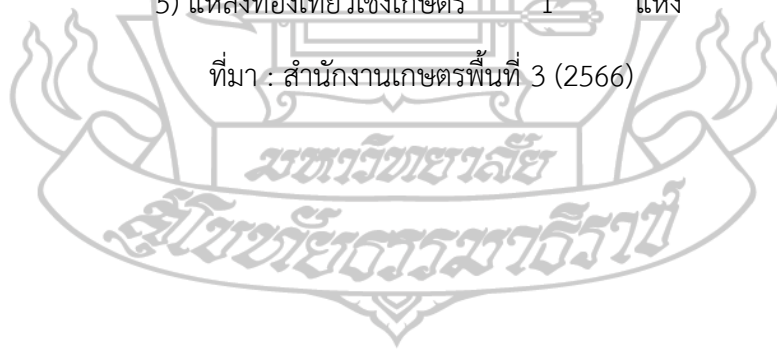 5) แหล่งท่องเที่ยวเชิงเกษตร 1 แห่ง
ที่มา : สำนักงานเกษตรพื้นที่ 3 (2566)
มหาวิทยาลัย
สุโขทัยธรรมาธิราช